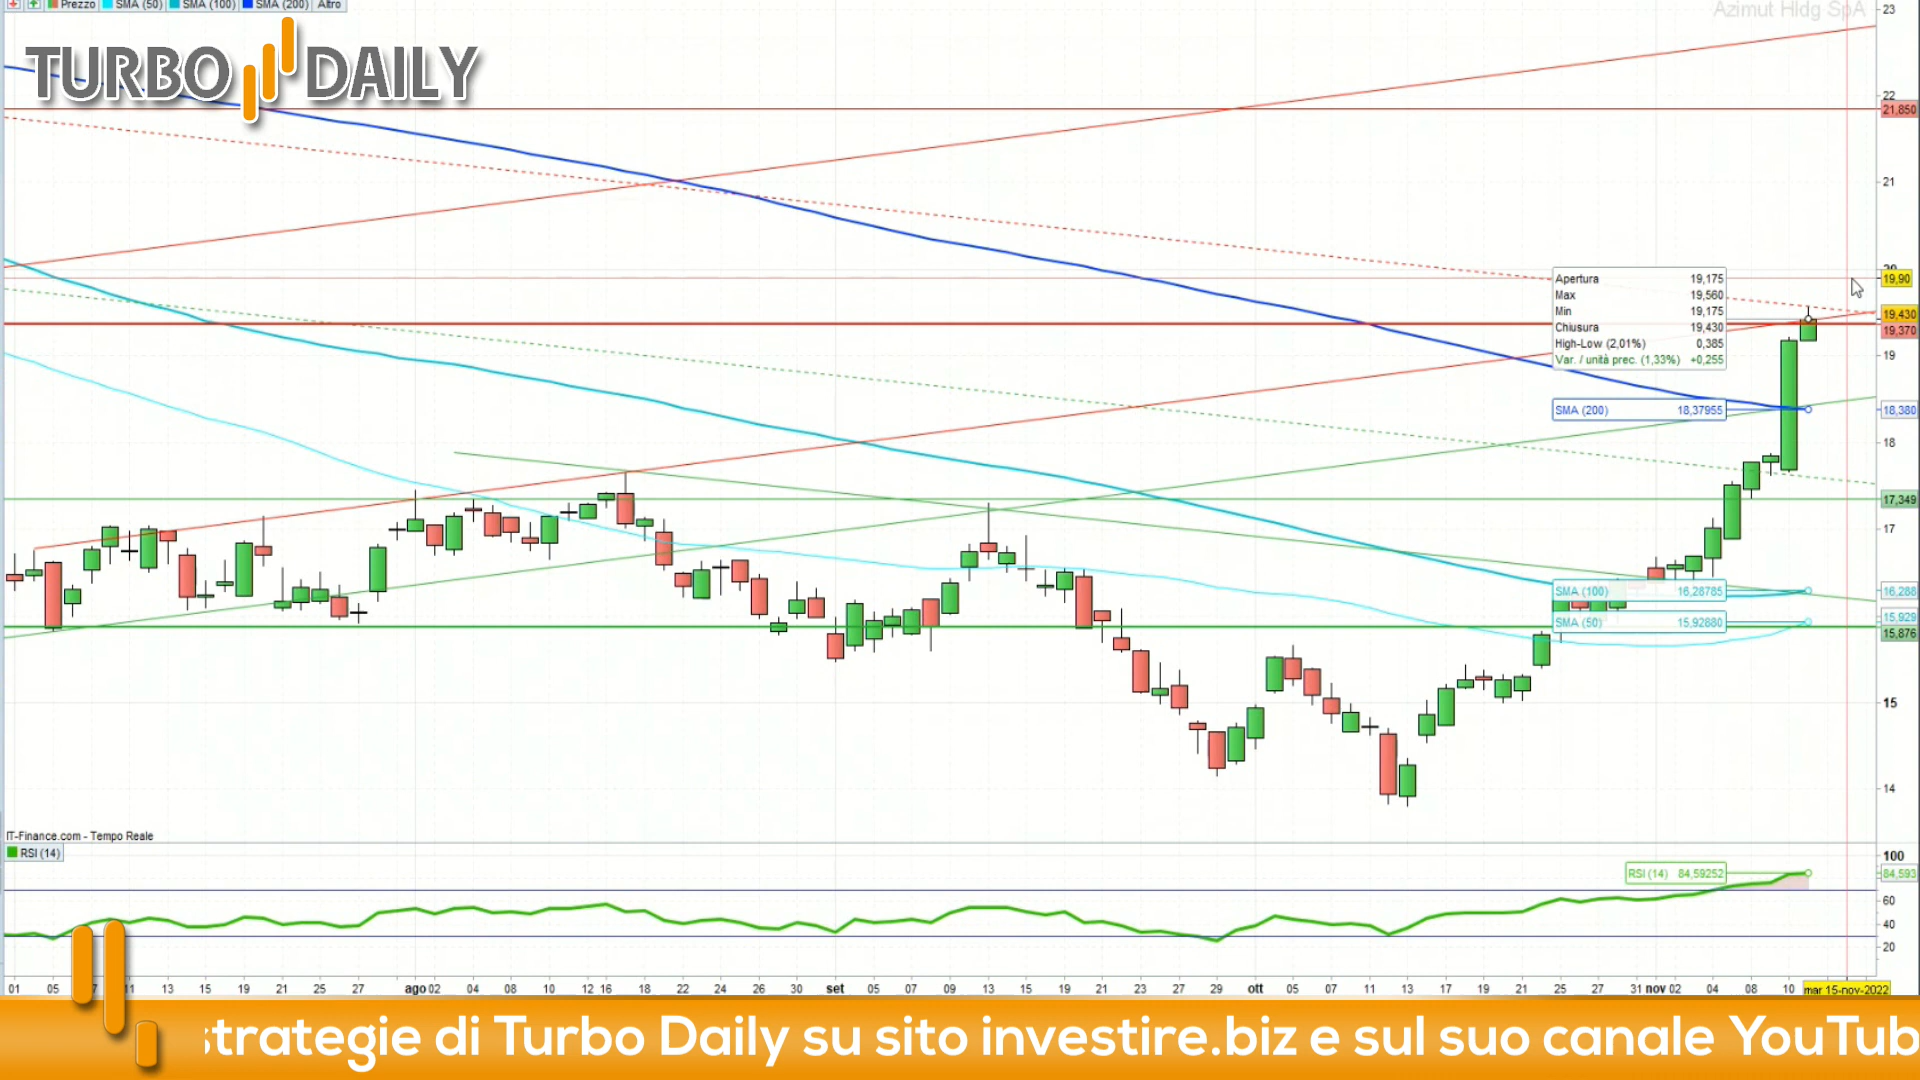 Prezzo SMA (50) SMA (100) SMA (200) Altro
Azimut Hldg SpA
TURBO DAILY
23
22
21,850
21
20
19,90
19,430
19,370
19
18,380
18
17,349
17
16,288
15,929
15,876
15
14
Apertura 19,175
Max 19,560
Min 19,175
Chiusura 19,430
High-Low (2,01%) 0,385
Var. / unità prec. (1,33%) +0,255
SMA (200) 18,37955
SMA (100) 16,28785
SMA (50) 15,92880
IT-Finance.com - Tempo Reale
RSI (14)
RSI (14) 84,59252
100
84,593
60
40
20
01 05 07 11 13 15 19 21 25 27 ago 02 04 08 10 12 16 18 22 24 26 30 set 05 07 09 13 15 19 21 23 27 29 ott 05 07 11 13 17 19 21 25 27 31 nov 02 04 08 10 mar 15-nov-2022
strategie di Turbo Daily su sito investire.biz e sul suo canale YouTub